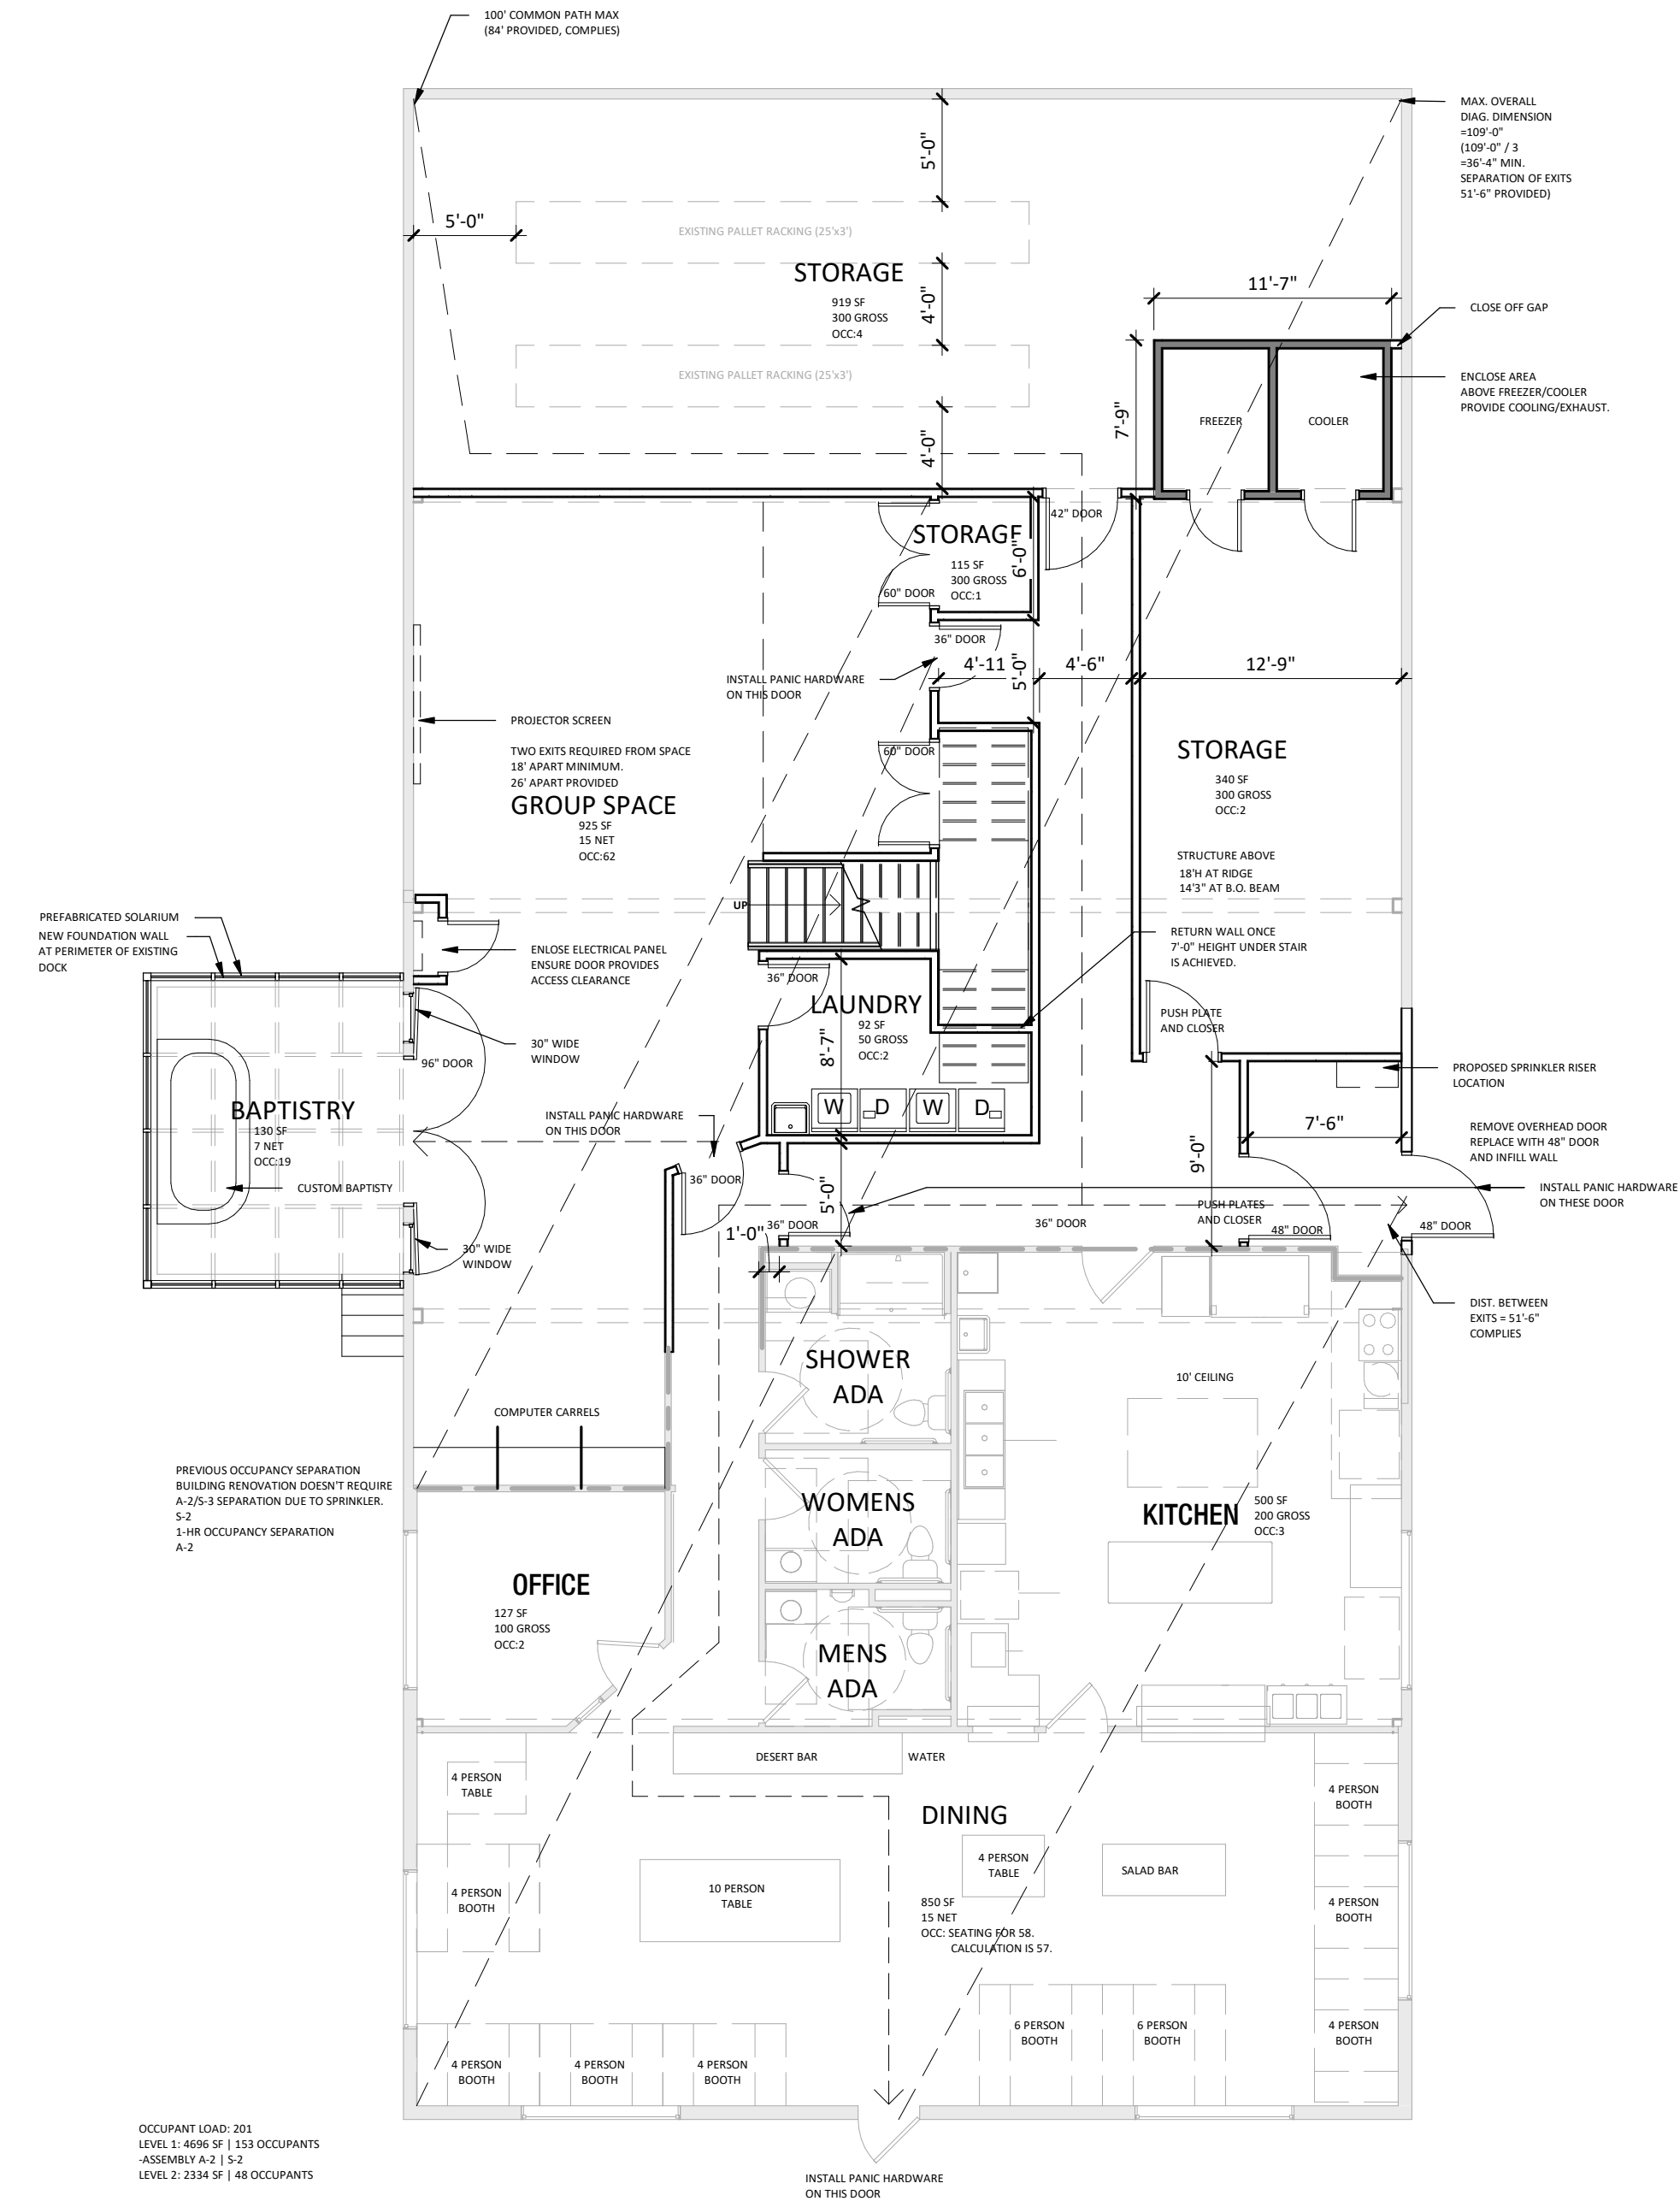 100' COMMON PATH MAX
(84' PROVIDED, COMPLIES)
MAX. OVERALL
DIAG. DIMENSION
=109'-0"
(109'-0" / 3
=36'-4" MIN.
SEPARATION OF EXITS
51'-6" PROVIDED)
5'-0"
5'-0"
EXISTING PALLET RACKING (25'x3')
STORAGE
919 SF
300 GROSS
OCC:4
4'-0"
11'-7"
CLOSE OFF GAP
EXISTING PALLET RACKING (25'x3')
ENCLOSE AREA
ABOVE FREEZER/COOLER
PROVIDE COOLING/EXHAUST.
7'-9"
FREEZER
COOLER
4'-0"
42" DOOR
STORAGE
115 SF
300 GROSS
OCC:1
6'-0"
60" DOOR
36" DOOR
4'-11
5'-0"
4'-6"
12'-9"
INSTALL PANIC HARDWARE
ON THIS DOOR
PROJECTOR SCREEN
TWO EXITS REQUIRED FROM SPACE
18' APART MINIMUM.
26' APART PROVIDED
60" DOOR
GROUP SPACE
925 SF
15 NET
OCC:62
STORAGE
340 SF
300 GROSS
OCC:2
STRUCTURE ABOVE
18'H AT RIDGE
14'3" AT B.O. BEAM
UP
PREFABRICATED SOLARIUM
NEW FOUNDATION WALL
AT PERIMETER OF EXISTING
DOCK
ENLOSE ELECTRICAL PANEL
ENSURE DOOR PROVIDES
ACCESS CLEARANCE
RETURN WALL ONCE
7'-0" HEIGHT UNDER STAIR
IS ACHIEVED.
36" DOOR
LAUNDRY
92 SF
50 GROSS
OCC:2
8'-7"
PUSH PLATE
AND CLOSER
30" WIDE
WINDOW
96" DOOR
PROPOSED SPRINKLER RISER
LOCATION
W
D
W
D
BAPTISTRY
130 SF
7 NET
OCC:19
INSTALL PANIC HARDWARE
ON THIS DOOR
7'-6"
REMOVE OVERHEAD DOOR
REPLACE WITH 48" DOOR
AND INFILL WALL
9'-0"
CUSTOM BAPTISTY
36" DOOR
5'-0"
INSTALL PANIC HARDWARE
ON THESE DOOR
PUSH PLATES
AND CLOSER
1'-0"
36" DOOR
36" DOOR
48" DOOR
48" DOOR
30" WIDE
WINDOW
DIST. BETWEEN
EXITS = 51'-6"
COMPLIES
SHOWER
ADA
10' CEILING
COMPUTER CARRELS
PREVIOUS OCCUPANCY SEPARATION
BUILDING RENOVATION DOESN'T REQUIRE
A-2/S-3 SEPARATION DUE TO SPRINKLER.
S-2
1-HR OCCUPANCY SEPARATION
A-2
WOMENS
ADA
KITCHEN
500 SF
200 GROSS
OCC:3
OFFICE
127 SF
100 GROSS
OCC:2
MENS
ADA
DESERT BAR
WATER
4 PERSON
TABLE
4 PERSON
BOOTH
DINING
4 PERSON
TABLE
SALAD BAR
10 PERSON
TABLE
4 PERSON
BOOTH
4 PERSON
BOOTH
850 SF
15 NET
OCC: SEATING FOR 58.
CALCULATION IS 57.
6 PERSON
BOOTH
6 PERSON
BOOTH
4 PERSON
BOOTH
4 PERSON
BOOTH
4 PERSON
BOOTH
4 PERSON
BOOTH
OCCUPANT LOAD: 201
LEVEL 1: 4696 SF | 153 OCCUPANTS
-ASSEMBLY A-2 | S-2
LEVEL 2: 2334 SF | 48 OCCUPANTS
INSTALL PANIC HARDWARE
ON THIS DOOR